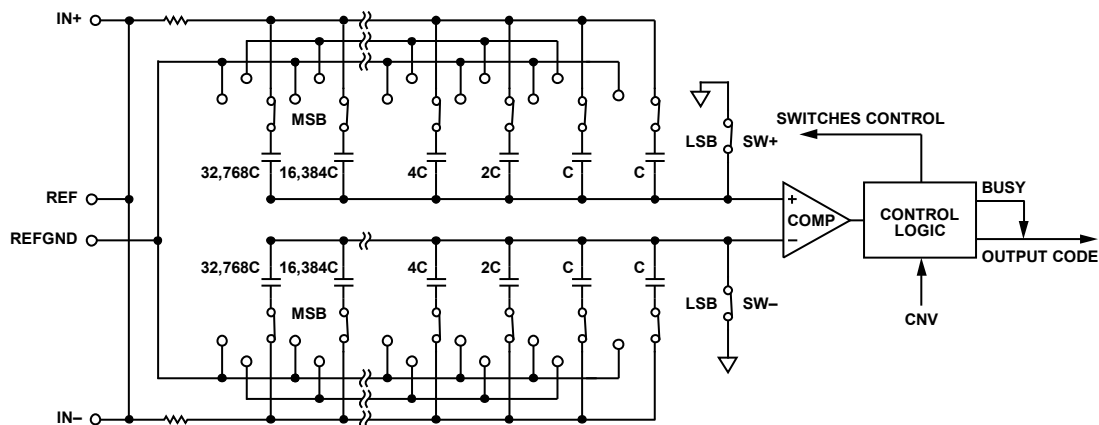 IN+
MSB
32,768C 16,384C 4C 2C C C
LSB SW+
SWITCHES CONTROL
REF
REFGND
+
COMP
−
CONTROL
LOGIC
BUSY
OUTPUT CODE
CNV
32,768C 16,384C 4C 2C C C
MSB
LSB SW−
IN−